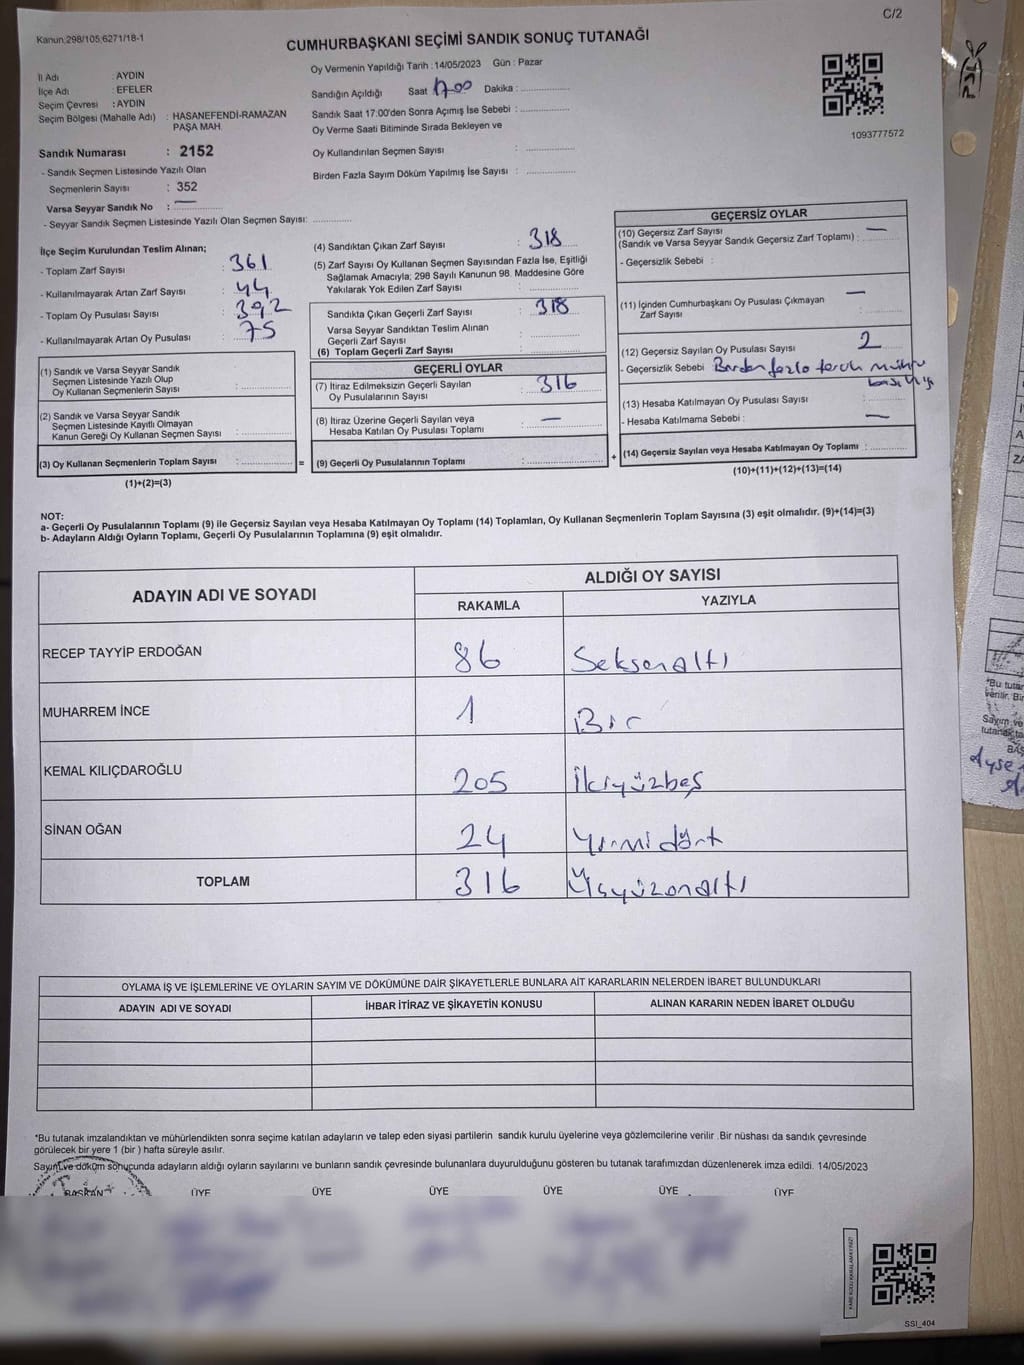 C/2
Kanun,298/105;6271/18-1
CUMHURBAŞKANI SEÇİMİ SANDIK SONUÇ TUTANAĞI
İl Adı : AYDIN
İlçe Adı : EFELER
Seçim Çevresi : AYDIN
Seçim Bölgesi (Mahalle Adı) : HASANEFENDİ-RAMAZAN
PAŞA MAH.
Sandık Numarası : 2152
- Sandık Seçmen Listesinde Yazılı Olan
Seçmenlerin Sayısı : 352
Varsa Seyyar Sandık No : —
- Seyyar Sandık Seçmen Listesinde Yazılı Olan Seçmen Sayısı: ..............
Oy Vermenin Yapıldığı Tarih : 14/05/2023 Gün : Pazar
Sandığın Açıldığı Saat 17.00 Dakika : ..............
Sandık Saat 17:00'den Sonra Açımış İse Sebebi : ..............
Oy Verme Saati Bitiminde Sırada Bekleyen ve
Oy Kullandırılan Seçmen Sayısı : ..............
Birden Fazla Sayım Döküm Yapılmış İse Sayısı : ..............
1093777572
İlçe Seçim Kurulundan Teslim Alınan;
- Toplam Zarf Sayısı : 361
- Kullanılmayarak Artan Zarf Sayısı : 44
- Toplam Oy Pusulası Sayısı : 392
- Kullanılmayarak Artan Oy Pusulası : 75
(4) Sandıktan Çıkan Zarf Sayısı : 318
(5) Zarf Sayısı Oy Kullanan Seçmen Sayısından Fazla İse, Eşitliği
Sağlamak Amacıyla; 298 Sayılı Kanunun 98. Maddesine Göre
Yakılarak Yok Edilen Zarf Sayısı : ..............
Sandıkta Çıkan Geçerli Zarf Sayısı : 318
Varsa Seyyar Sandıktan Teslim Alınan
Geçerli Zarf Sayısı : ..............
(6) Toplam Geçerli Zarf Sayısı : ..............
GEÇERSİZ OYLAR
(10) Geçersiz Zarf Sayısı —
(Sandık ve Varsa Seyyar Sandık Geçersiz Zarf Toplamı) :
- Geçersizlik Sebebi :
(11) İçinden Cumhurbaşkanı Oy Pusulası Çıkmayan —
Zarf Sayısı
(12) Geçersiz Sayılan Oy Pusulası Sayısı : 2
- Geçersizlik Sebebi : Birden fazla tercih mührü
basılışı
(13) Hesaba Katılmayan Oy Pusulası Sayısı
- Hesaba Katılmama Sebebi : —
(14) Geçersiz Sayılan veya Hesaba Katılmayan Oy Toplamı : ..............
(10)+(11)+(12)+(13)=(14)
(1) Sandık ve Varsa Seyyar Sandık
Seçmen Listesinde Yazılı Olup
Oy Kullanan Seçmenlerin Sayısı : ..............
(2) Sandık ve Varsa Seyyar Sandık
Seçmen Listesinde Kayıtlı Olmayan
Kanun Gereği Oy Kullanan Seçmen Sayısı : ..............
(3) Oy Kullanan Seçmenlerin Toplam Sayısı : .............. =
(1)+(2)=(3)
GEÇERLİ OYLAR
(7) İtiraz Edilmeksizin Geçerli Sayılan : 316
Oy Pusulalarının Sayısı
(8) İtiraz Üzerine Geçerli Sayılan veya : —
Hesaba Katılan Oy Pusulası Toplamı
(9) Geçerli Oy Pusulalarının Toplamı : .............. +
NOT:
a- Geçerli Oy Pusulalarının Toplamı (9) ile Geçersiz Sayılan veya Hesaba Katılmayan Oy Toplamı (14) Toplamları, Oy Kullanan Seçmenlerin Toplam Sayısına (3) eşit olmalıdır. (9)+(14)=(3)
b- Adayların Aldığı Oyların Toplamı, Geçerli Oy Pusulalarının Toplamına (9) eşit olmalıdır.
ADAYIN ADI VE SOYADI ALDIĞI OY SAYISI
RAKAMLA YAZIYLA
RECEP TAYYİP ERDOĞAN 86 Seksenaltı
MUHARREM İNCE 1 Bir
KEMAL KILIÇDAROĞLU 205 İkiyüzbeş
SİNAN OĞAN 24 Yirmidört
TOPLAM 316 Üçyüzonaltı
OYLAMA İŞ VE İŞLEMLERİNE VE OYLARIN SAYIM VE DÖKÜMÜNE DAİR ŞİKAYETLERLE BUNLARA AİT KARARLARIN NELERDEN İBARET BULUNDUKLARI
ADAYIN ADI VE SOYADI İHBAR İTİRAZ VE ŞİKAYETİN KONUSU ALINAN KARARIN NEDEN İBARET OLDUĞU
*Bu tutanak imzalandıktan ve mühürlendikten sonra seçime katılan adayların ve talep eden siyasi partilerin sandık kurulu üyelerine veya gözlemcilerine verilir .Bir nüshası da sandık çevresinde
görülecek bir yere 1 (bir ) hafta süreyle asılır.
Sayım ve döküm sonucunda adayların aldığı oyların sayılarını ve bunların sandık çevresinde bulunanlara duyurulduğunu gösteren bu tutanak tarafımızdan düzenlenerek imza edildi. 14/05/2023
BAŞKAN ÜYE ÜYE ÜYE ÜYE ÜYE ÜYE
SSI_404
*Bu tutar
verilir. Bir
Sayım ve
tutanakta
Ayşe